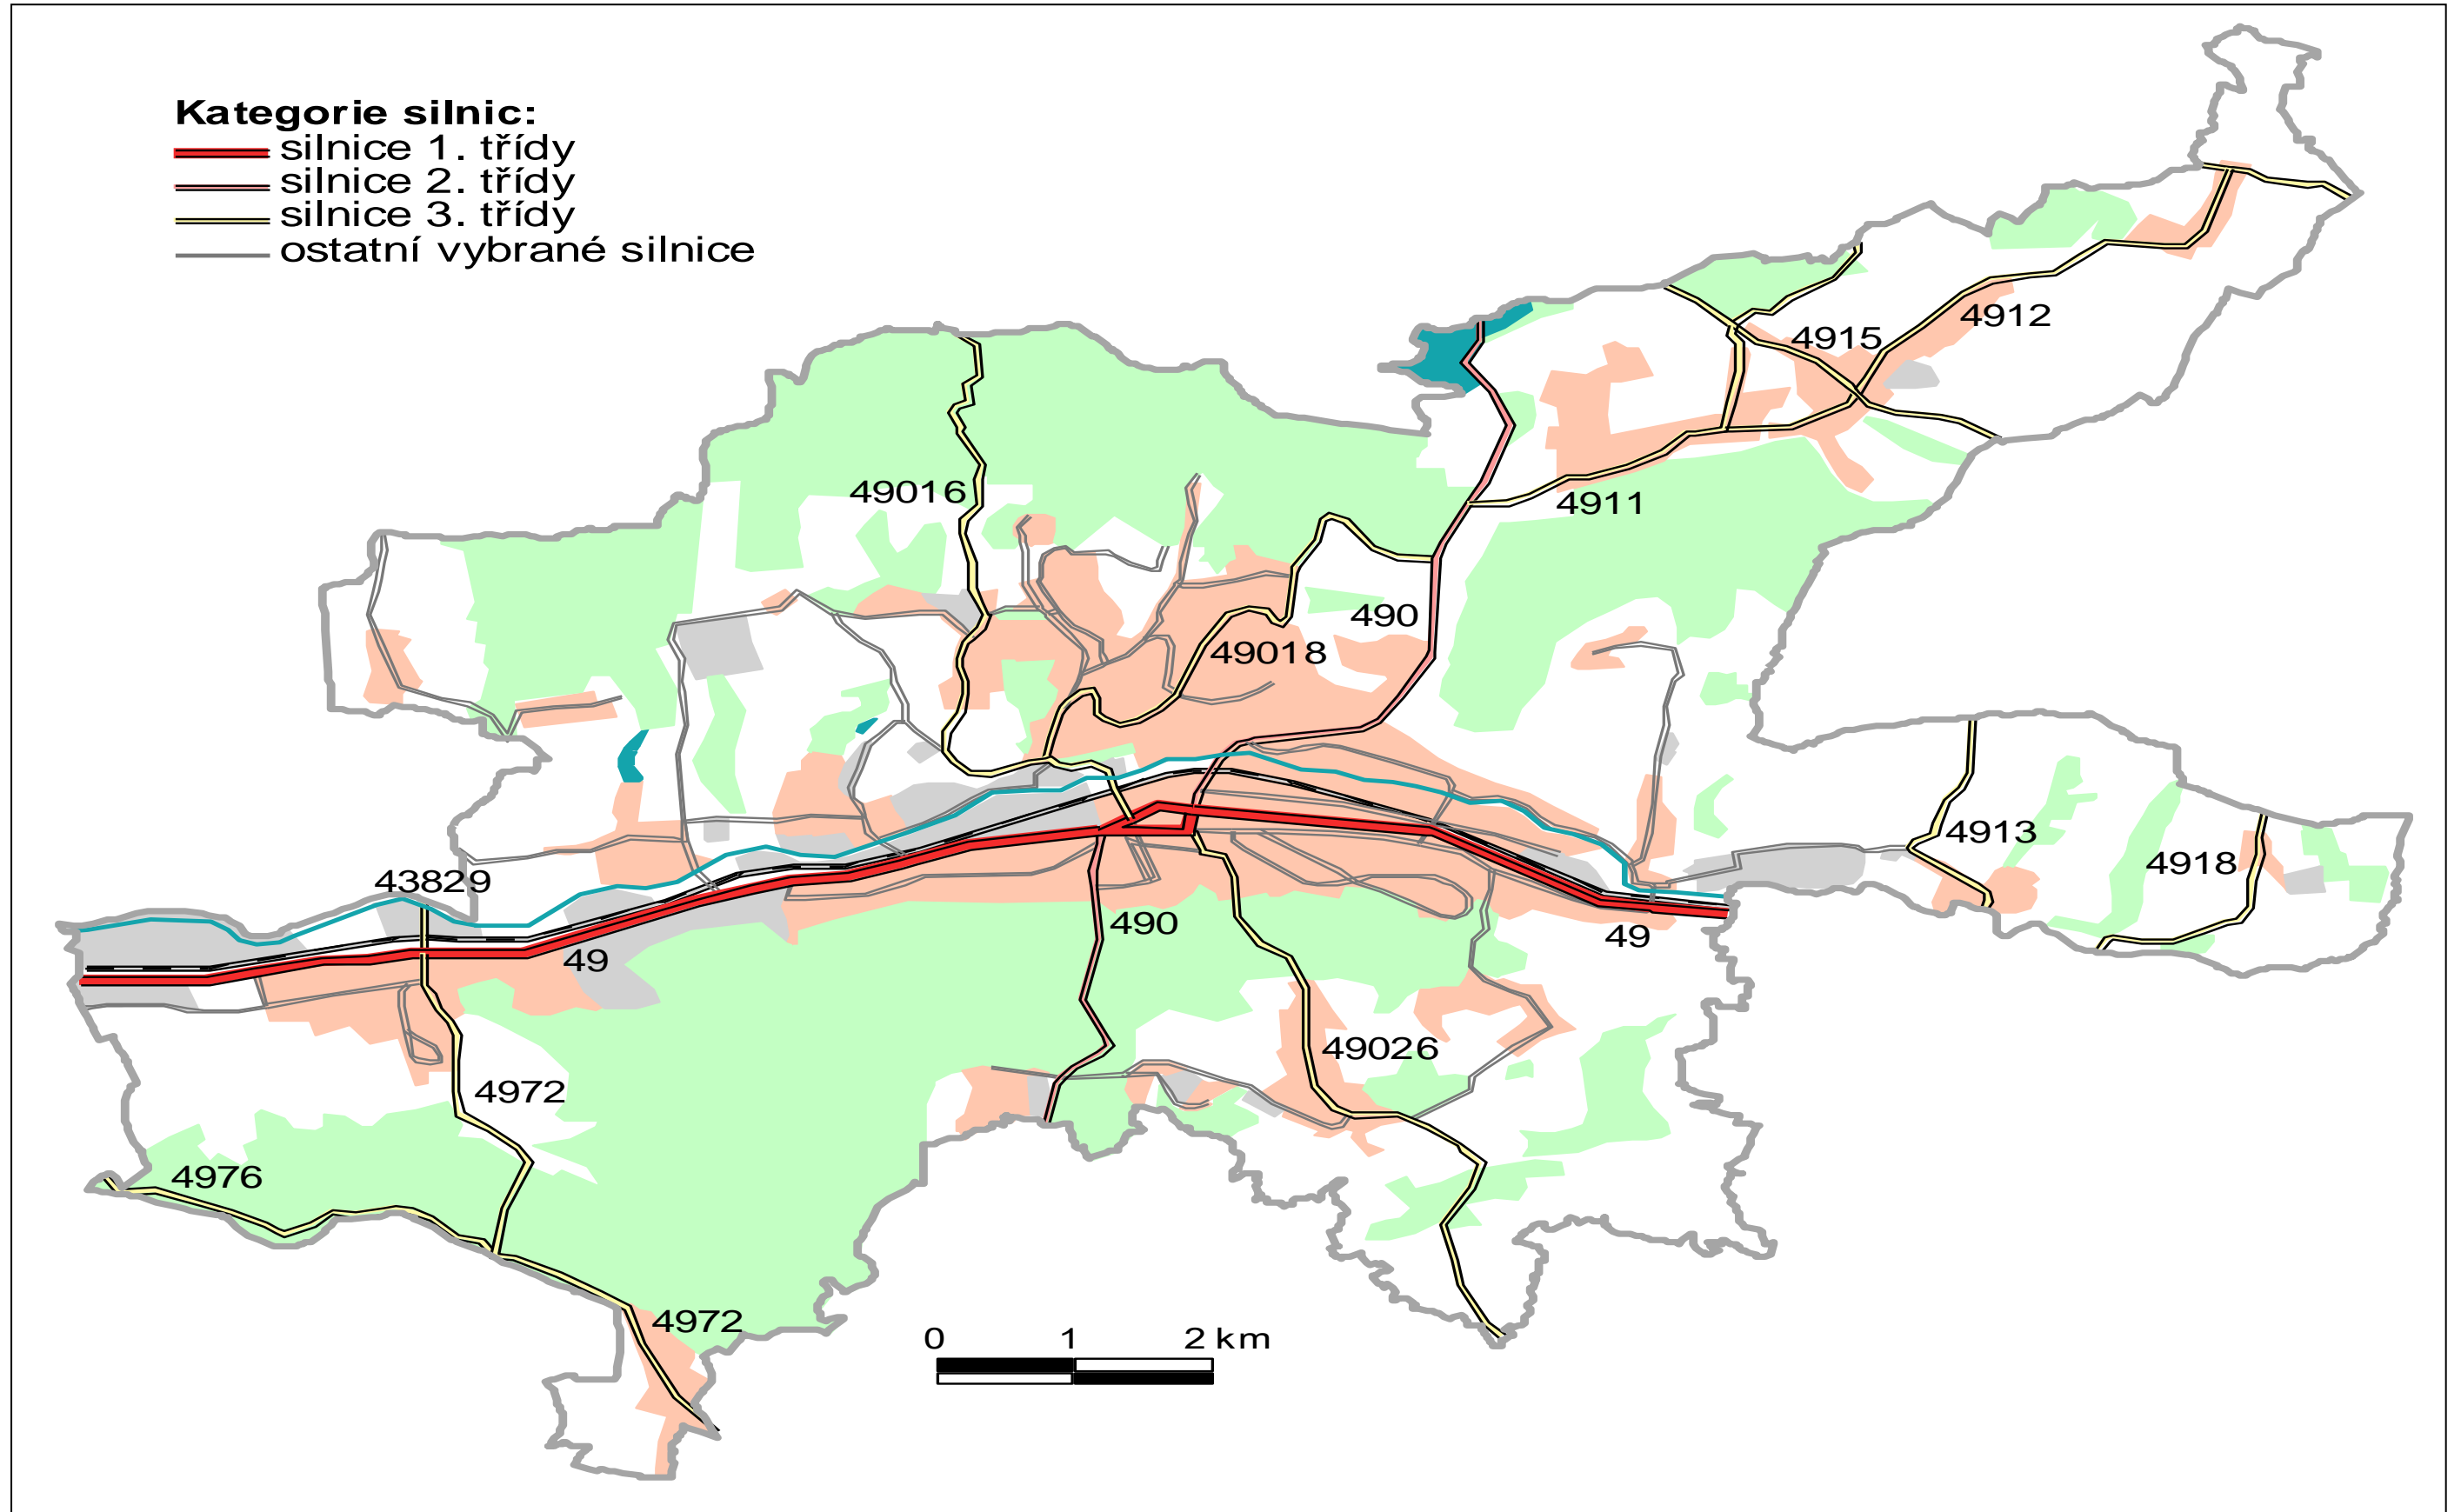 Kategorie silnic:
silnice 1. třídy
silnice 2. třídy
silnice 3. třídy
ostatní vybrané silnice
4912
4915
49016
4911
490
49018
4913
4918
43829
490
49
49
49026
4972
4976
4972
0 1 2 km